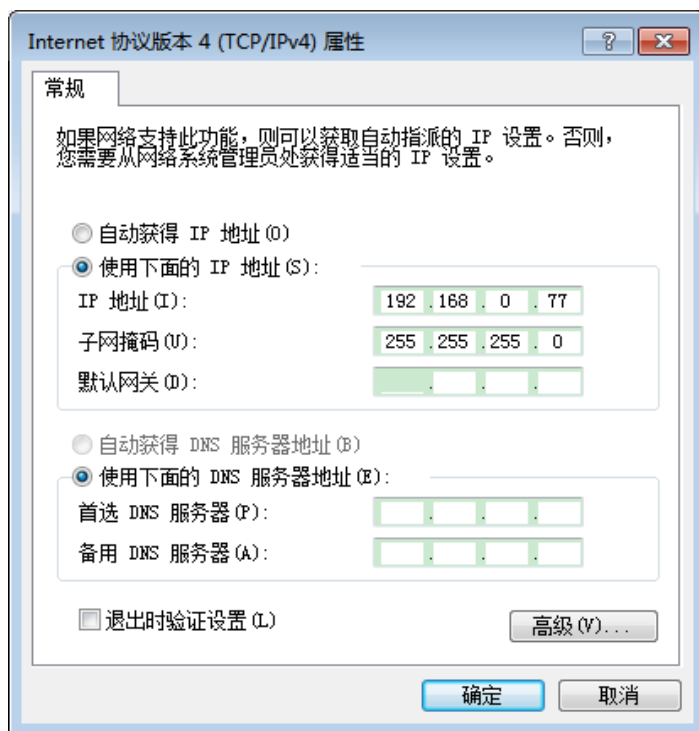 Internet 协议版本 4 (TCP/IPv4) 属性
常规
如果网络支持此功能，则可以获取自动指派的 IP 设置。否则，
您需要从网络系统管理员处获得适当的 IP 设置。
自动获得 IP 地址(O)
使用下面的 IP 地址(S):
IP 地址(I): 192 .168 . 0 . 77
子网掩码(U): 255 .255 .255 . 0
默认网关(D): . . .
自动获得 DNS 服务器地址(B)
使用下面的 DNS 服务器地址(E):
首选 DNS 服务器(P): . . .
备用 DNS 服务器(A): . . .
退出时验证设置(L)
高级(V)...
确定 取消